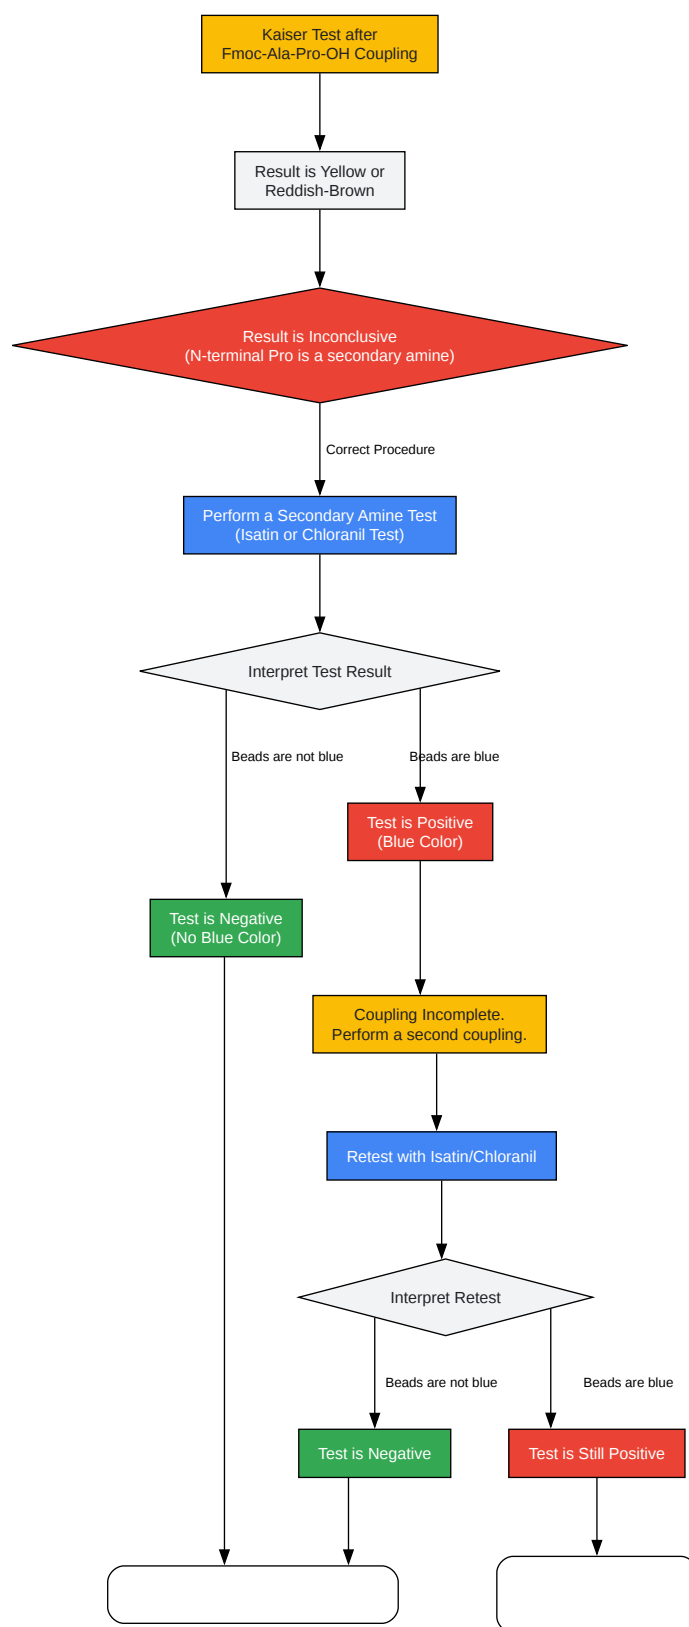 Kaiser Test after
Fmoc-Ala-Pro-OH Coupling
Result is Yellow or
Reddish-Brown
Result is Inconclusive
(N-terminal Pro is a secondary amine)
Correct Procedure
Perform a Secondary Amine Test
(Isatin or Chloranil Test)
Interpret Test Result
Beads are not blue
Beads are blue
Test is Positive
(Blue Color)
Test is Negative
(No Blue Color)
Coupling Incomplete.
Perform a second coupling.
Retest with Isatin/Chloranil
Interpret Retest
Beads are not blue
Beads are blue
Test is Negative
Test is Still Positive